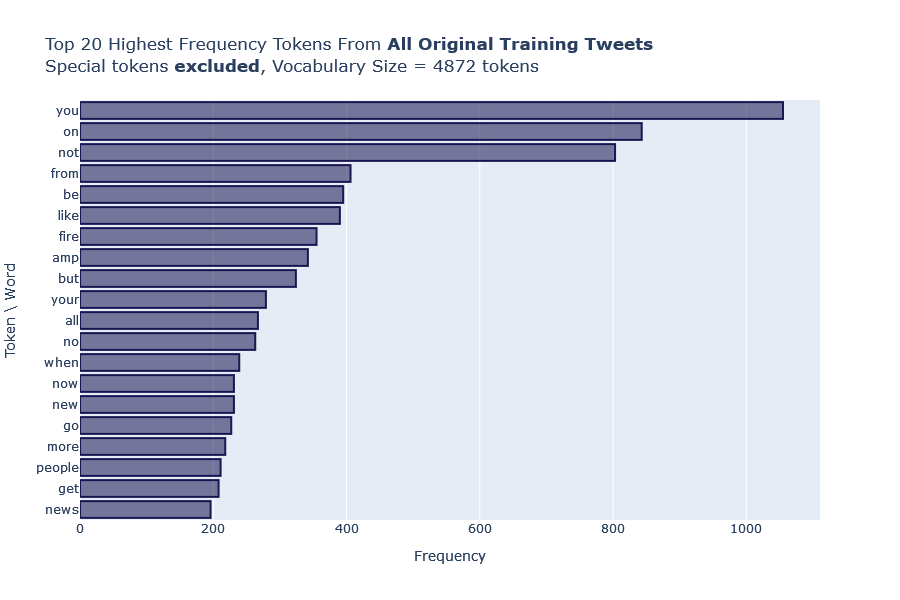 Top 20 Highest Frequency Tokens From All Original Training Tweets
Special tokens excluded, Vocabulary Size = 4872 tokens
Token \ Word
you
on
not
from
be
like
fire
amp
but
your
all
no
when
now
new
go
more
people
get
news
0 200 400 600 800 1000
Frequency